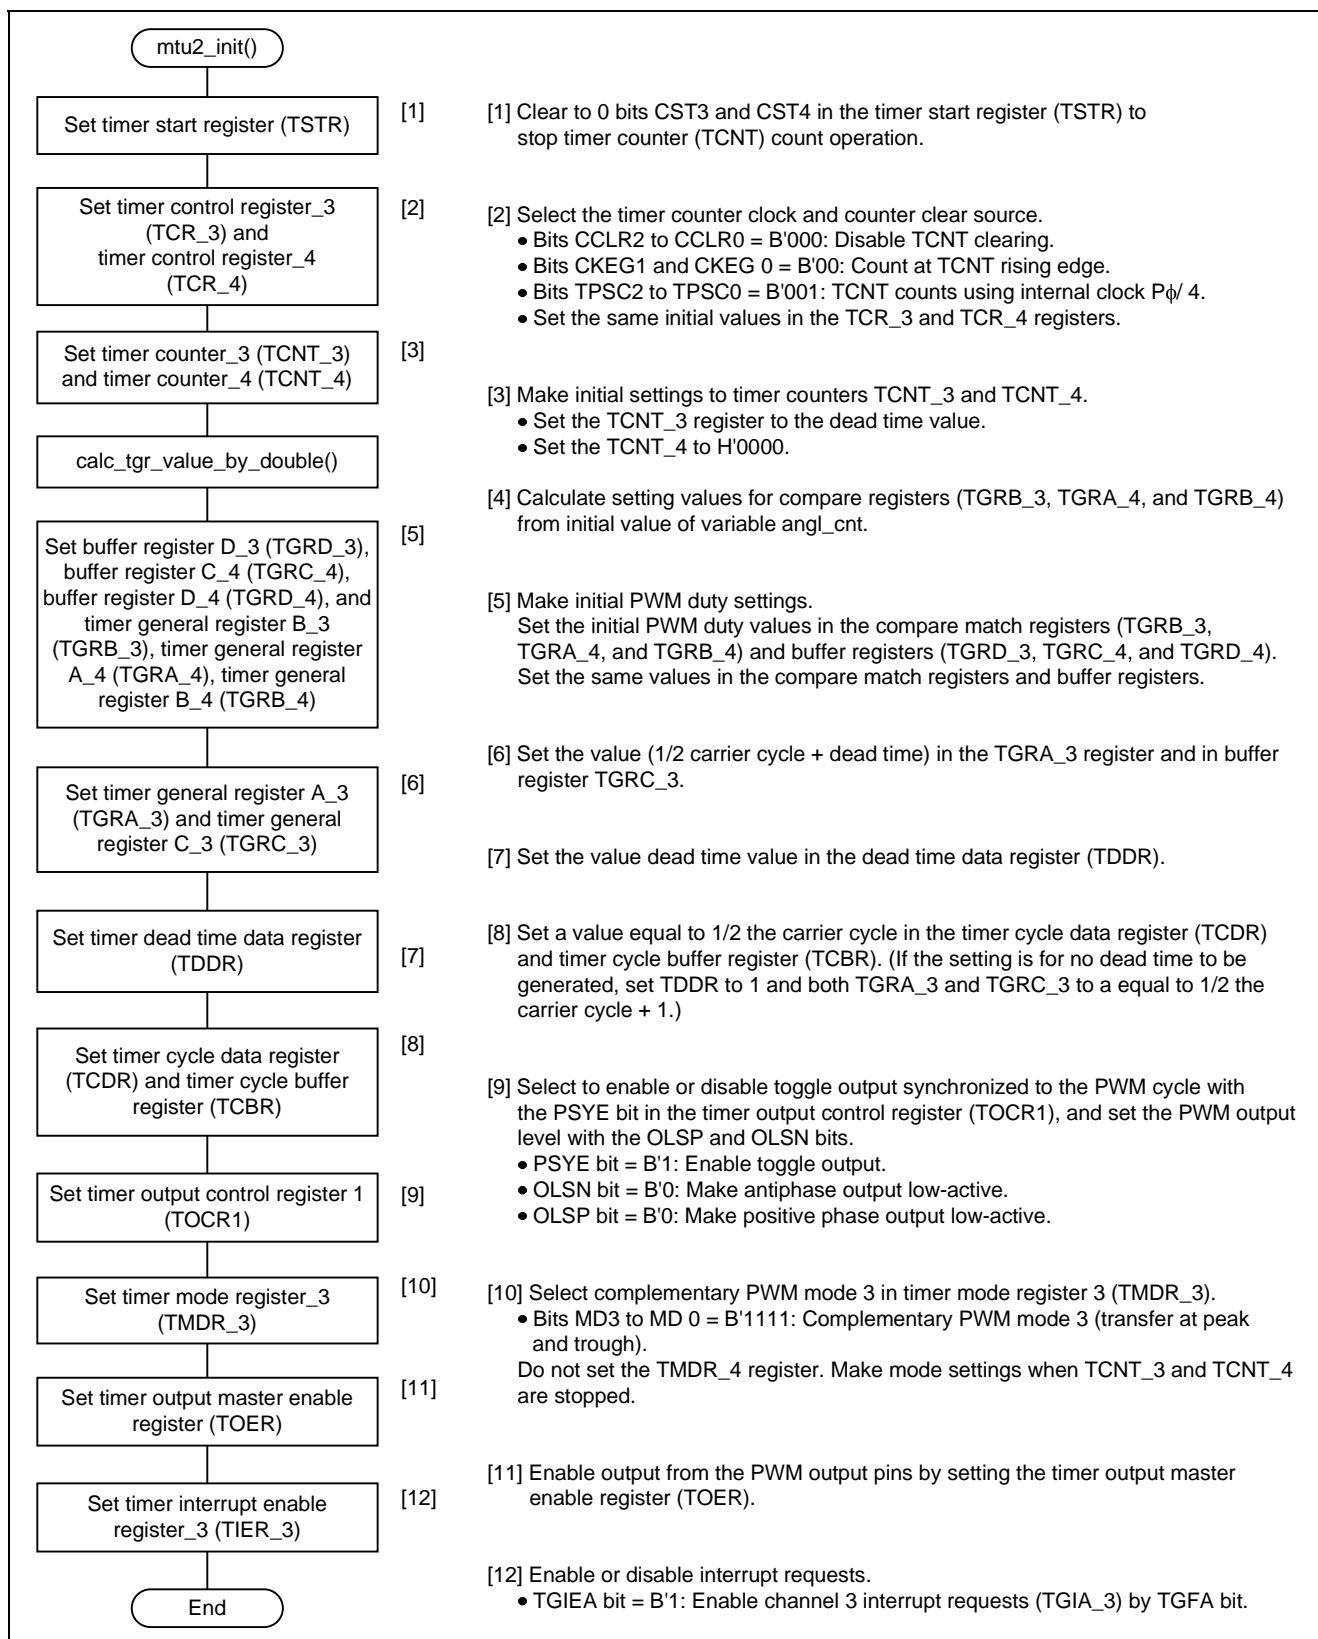 mtu2_init()
Set timer start register (TSTR)
[1]
Set timer control register_3
(TCR_3) and
timer control register_4
(TCR_4)
[2]
Set timer counter_3 (TCNT_3)
and timer counter_4 (TCNT_4)
[3]
calc_tgr_value_by_double()
Set buffer register D_3 (TGRD_3),
buffer register C_4 (TGRC_4),
buffer register D_4 (TGRD_4), and
timer general register B_3
(TGRB_3), timer general register
A_4 (TGRA_4), timer general
register B_4 (TGRB_4)
[5]
Set timer general register A_3
(TGRA_3) and timer general
register C_3 (TGRC_3)
[6]
Set timer dead time data register
(TDDR)
[7]
Set timer cycle data register
(TCDR) and timer cycle buffer
register (TCBR)
[8]
Set timer output control register 1
(TOCR1)
[9]
Set timer mode register_3
(TMDR_3)
[10]
Set timer output master enable
register (TOER)
[11]
Set timer interrupt enable
register_3 (TIER_3)
[12]
End
[1] Clear to 0 bits CST3 and CST4 in the timer start register (TSTR) to
stop timer counter (TCNT) count operation.
[2] Select the timer counter clock and counter clear source.
• Bits CCLR2 to CCLR0 = B'000: Disable TCNT clearing.
• Bits CKEG1 and CKEG 0 = B'00: Count at TCNT rising edge.
• Bits TPSC2 to TPSC0 = B'001: TCNT counts using internal clock Pϕ/ 4.
• Set the same initial values in the TCR_3 and TCR_4 registers.
[3] Make initial settings to timer counters TCNT_3 and TCNT_4.
• Set the TCNT_3 register to the dead time value.
• Set the TCNT_4 to H'0000.
[4] Calculate setting values for compare registers (TGRB_3, TGRA_4, and TGRB_4)
from initial value of variable angl_cnt.
[5] Make initial PWM duty settings.
Set the initial PWM duty values in the compare match registers (TGRB_3,
TGRA_4, and TGRB_4) and buffer registers (TGRD_3, TGRC_4, and TGRD_4).
Set the same values in the compare match registers and buffer registers.
[6] Set the value (1/2 carrier cycle + dead time) in the TGRA_3 register and in buffer
register TGRC_3.
[7] Set the value dead time value in the dead time data register (TDDR).
[8] Set a value equal to 1/2 the carrier cycle in the timer cycle data register (TCDR)
and timer cycle buffer register (TCBR). (If the setting is for no dead time to be
generated, set TDDR to 1 and both TGRA_3 and TGRC_3 to a equal to 1/2 the
carrier cycle + 1.)
[9] Select to enable or disable toggle output synchronized to the PWM cycle with
the PSYE bit in the timer output control register (TOCR1), and set the PWM output
level with the OLSP and OLSN bits.
• PSYE bit = B'1: Enable toggle output.
• OLSN bit = B'0: Make antiphase output low-active.
• OLSP bit = B'0: Make positive phase output low-active.
[10] Select complementary PWM mode 3 in timer mode register 3 (TMDR_3).
• Bits MD3 to MD 0 = B'1111: Complementary PWM mode 3 (transfer at peak
and trough).
Do not set the TMDR_4 register. Make mode settings when TCNT_3 and TCNT_4
are stopped.
[11] Enable output from the PWM output pins by setting the timer output master
enable register (TOER).
[12] Enable or disable interrupt requests.
• TGIEA bit = B'1: Enable channel 3 interrupt requests (TGIA_3) by TGFA bit.